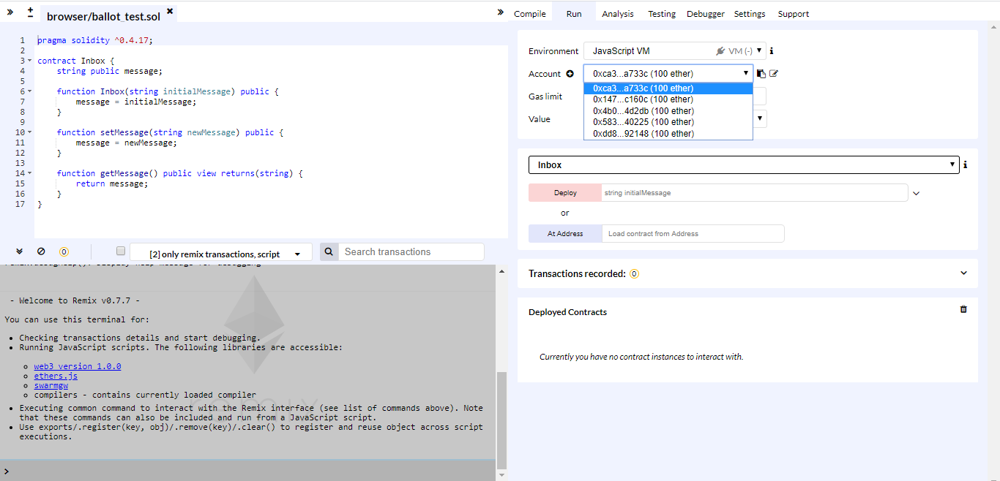 browser/ballot_test.sol
1 pragma solidity ^0.4.17;
2
3 contract Inbox {
4 string public message;
5
6 function Inbox(string initialMessage) public {
7 message = initialMessage;
8 }
9
10 function setMessage(string newMessage) public {
11 message = newMessage;
12 }
13
14 function getMessage() public view returns(string) {
15 return message;
16 }
17 }
0
[2] only remix transactions, script
Search transactions
- Welcome to Remix v0.7.7 -
You can use this terminal for:
Checking transactions details and start debugging.
Running JavaScript scripts. The following libraries are accessible:
web3 version 1.0.0
ethers.js
swarmgw
compilers - contains currently loaded compiler
Executing common command to interact with the Remix interface (see list of commands above). Note
that these commands can also be included and run from a JavaScript script.
Use exports/.register(key, obj)/.remove(key)/.clear() to register and reuse object across script
executions.
>
Compile Run Analysis Testing Debugger Settings Support
Environment JavaScript VM VM (-)
Account 0xca3...a733c (100 ether)
0xca3...a733c (100 ether)
Gas limit 0x147...c160c (100 ether)
0x4b0...4d2db (100 ether)
Value 0x583...40225 (100 ether)
0xdd8...92148 (100 ether)
Inbox
Deploy string initialMessage
or
At Address Load contract from Address
Transactions recorded: 0
Deployed Contracts
Currently you have no contract instances to interact with.